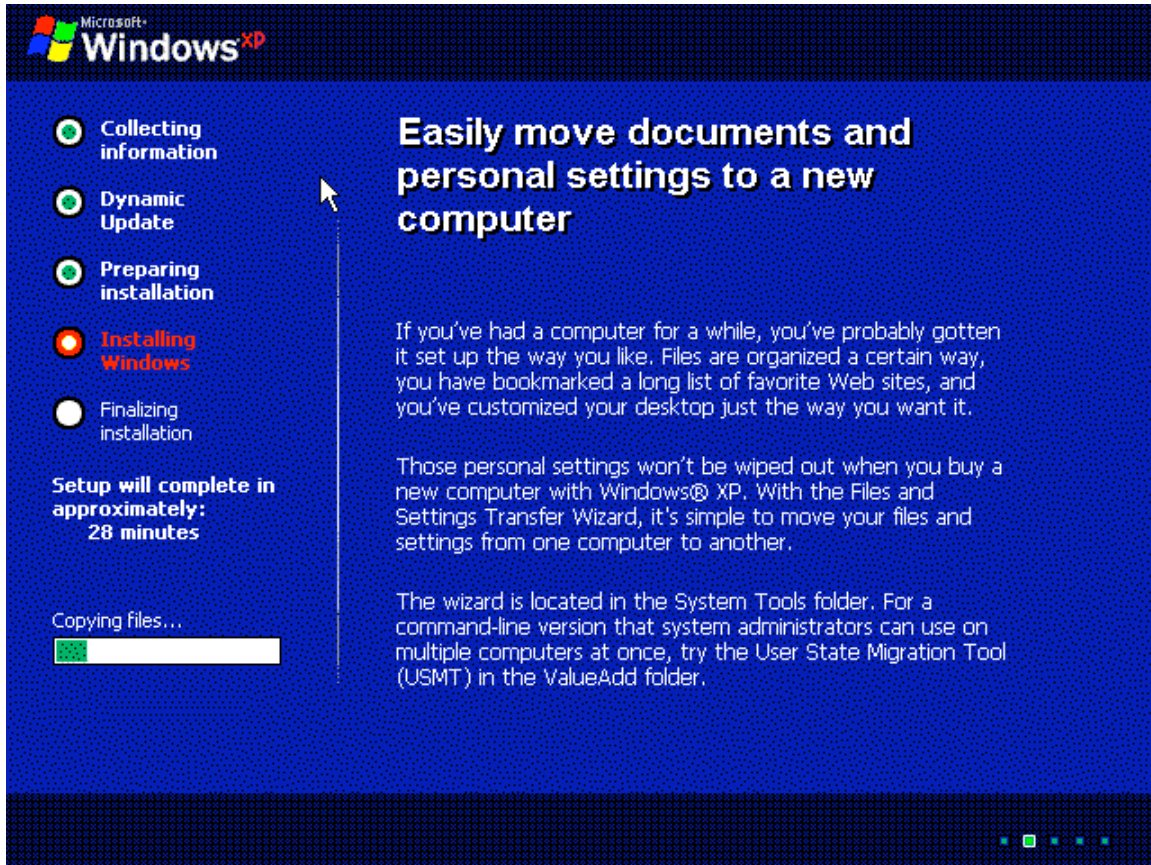 Microsoft
Windows xp
Collecting
information
Dynamic
Update
Preparing
installation
Installing
Windows
Finalizing
installation
Setup will complete in
approximately:
28 minutes
Copying files...
Easily move documents and
personal settings to a new
computer
If you've had a computer for a while, you've probably gotten
it set up the way you like. Files are organized a certain way,
you have bookmarked a long list of favorite Web sites, and
you've customized your desktop just the way you want it.
Those personal settings won't be wiped out when you buy a
new computer with Windows® XP. With the Files and
Settings Transfer Wizard, it's simple to move your files and
settings from one computer to another.
The wizard is located in the System Tools folder. For a
command-line version that system administrators can use on
multiple computers at once, try the User State Migration Tool
(USMT) in the ValueAdd folder.